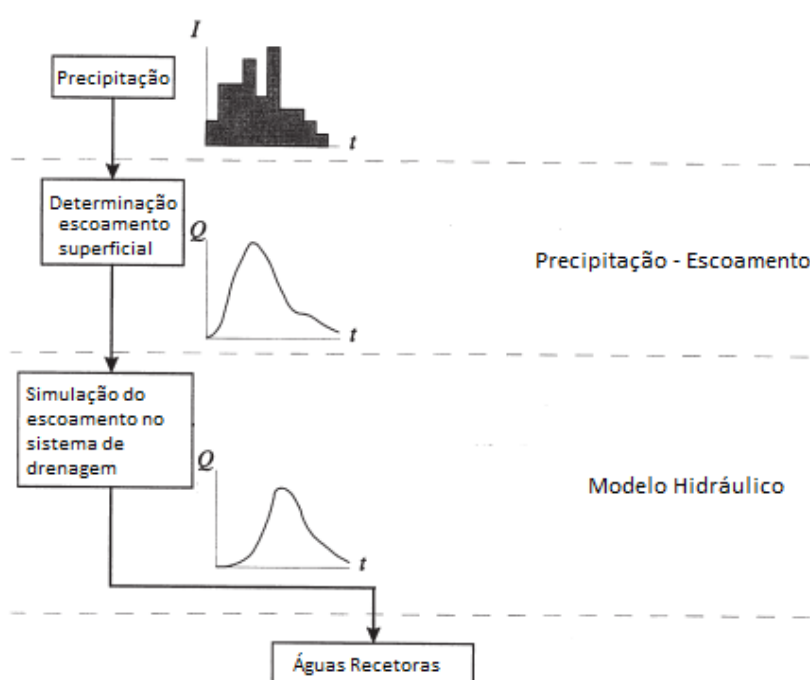 I
Precipitação
t
Determinação
escoamento
superficial
Q
Precipitação - Escoamento
t
Simulação do
escoamento no
sistema de
drenagem
Q
Modelo Hidráulico
t
Águas Recetoras